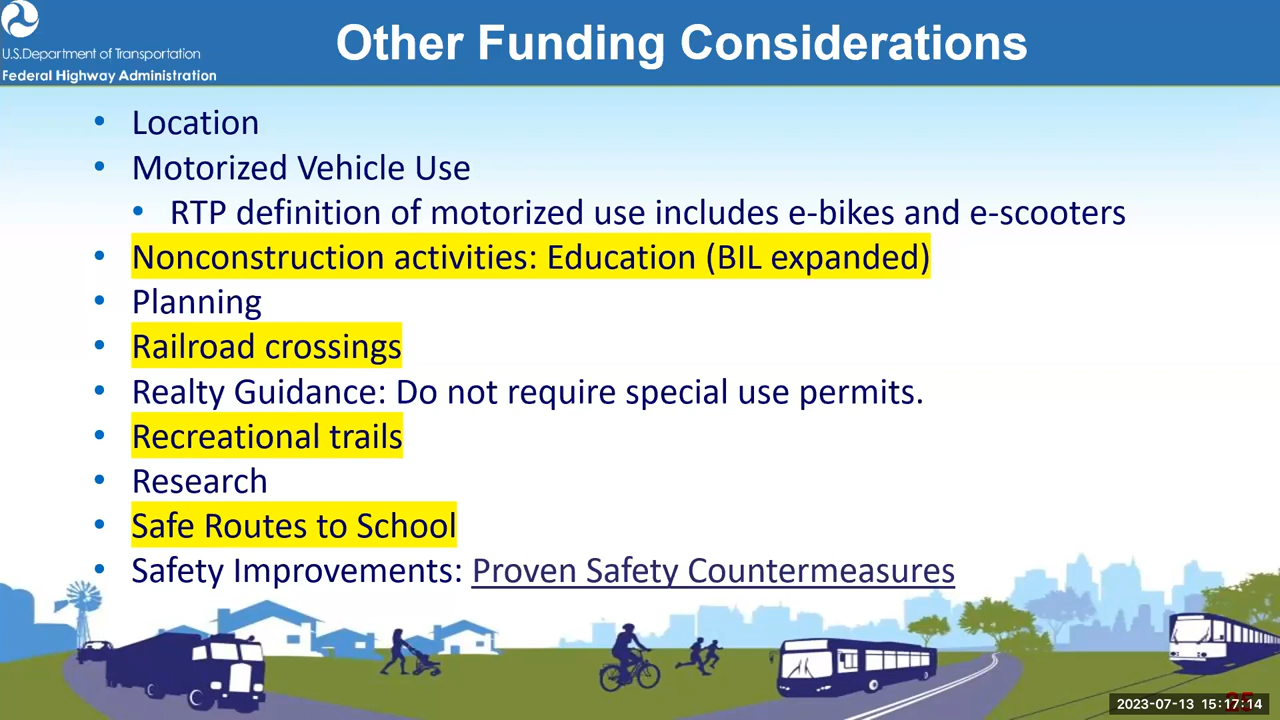 Other Funding Considerations
U.S.Department of Transportation
Federal Highway Administration
• Location
• Motorized Vehicle Use
• RTP definition of motorized use includes e-bikes and e-scooters
• Nonconstruction activities: Education (BIL expanded)
• Planning
• Railroad crossings
• Realty Guidance: Do not require special use permits.
• Recreational trails
• Research
• Safe Routes to School
• Safety Improvements: Proven Safety Countermeasures
2023-07-13 15:17:14